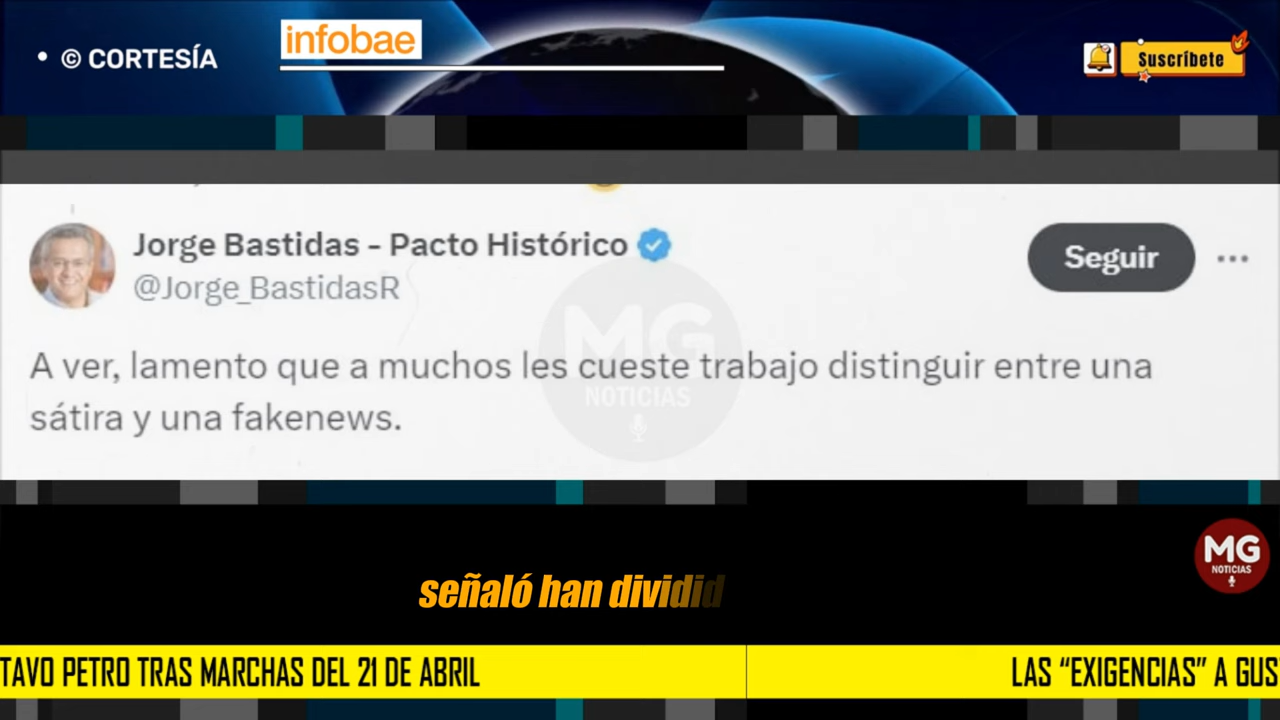 • © CORTESÍA
infobae
Suscríbete
Jorge Bastidas - Pacto Histórico
@Jorge_BastidasR
Seguir
A ver, lamento que a muchos les cueste trabajo distinguir entre una
sátira y una fakenews.
MG
NOTICIAS
MG
NOTICIAS
señaló han dividid
TAVO PETRO TRAS MARCHAS DEL 21 DE ABRIL
LAS “EXIGENCIAS” A GUS